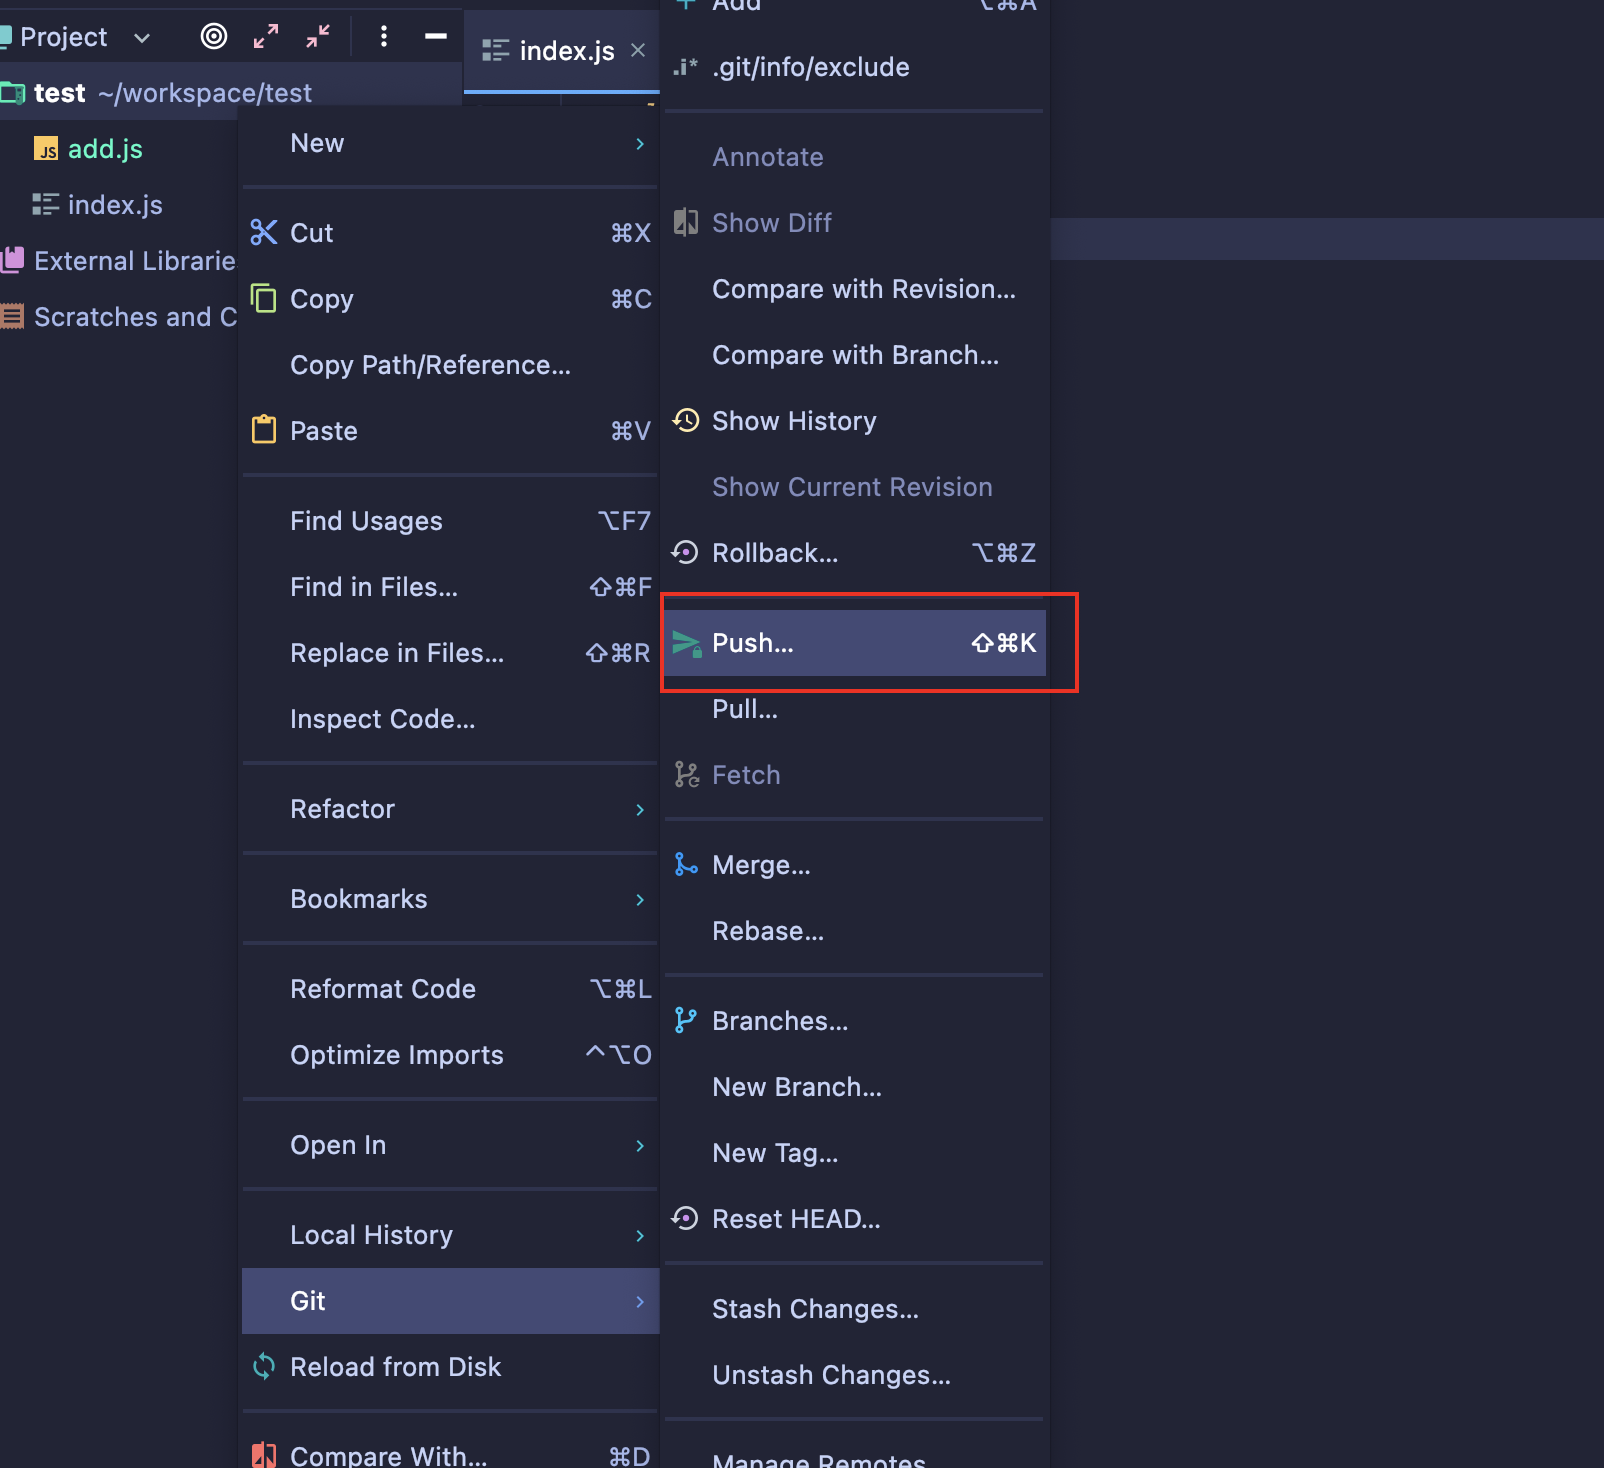 Project
index.js
test ~/workspace/test
JS add.js
index.js
External Librarie
Scratches and C
New
Cut ⌘X
Copy ⌘C
Copy Path/Reference...
Paste ⌘V
Find Usages ⌥F7
Find in Files... ⇧⌘F
Replace in Files... ⇧⌘R
Inspect Code...
Refactor
Bookmarks
Reformat Code ⌥⌘L
Optimize Imports ^⌥O
Open In
Local History
Git
Reload from Disk
Compare With... ⌘D
Add ⌥⌘A
.git/info/exclude
Annotate
Show Diff
Compare with Revision...
Compare with Branch...
Show History
Show Current Revision
Rollback... ⌥⌘Z
Push... ⇧⌘K
Pull...
Fetch
Merge...
Rebase...
Branches...
New Branch...
New Tag...
Reset HEAD...
Stash Changes...
Unstash Changes...
Manage Remotes